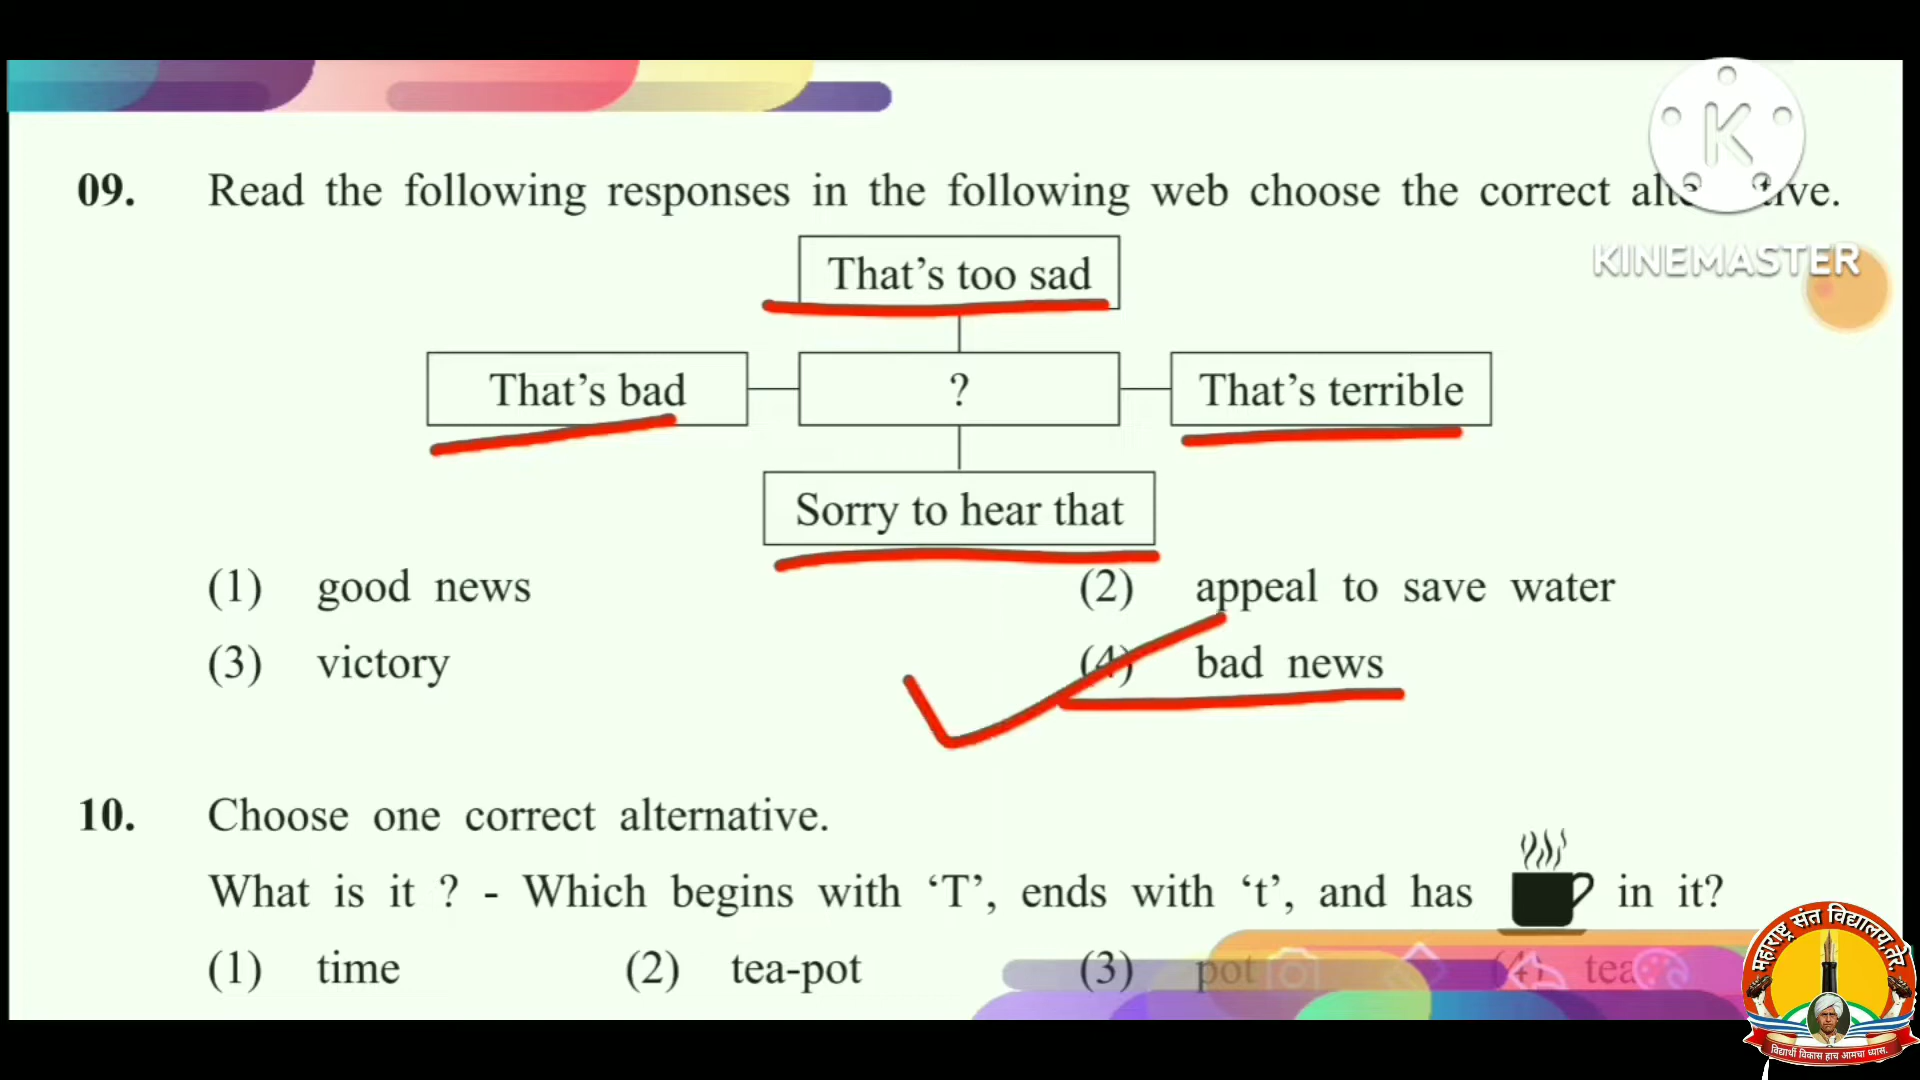 K
KINEMASTER
09. Read the following responses in the following web choose the correct alternative.
That's too sad
That's bad ? That's terrible
Sorry to hear that
(1) good news (2) appeal to save water
(3) victory (4) bad news
10. Choose one correct alternative.
What is it ? - Which begins with ‘T’, ends with ‘t’, and has in it?
(1) time (2) tea-pot (3) pot (4) tea
महाराष्ट्र संत विद्यालय, तेर.
विद्यार्थी विकास हाच आमचा ध्यास.